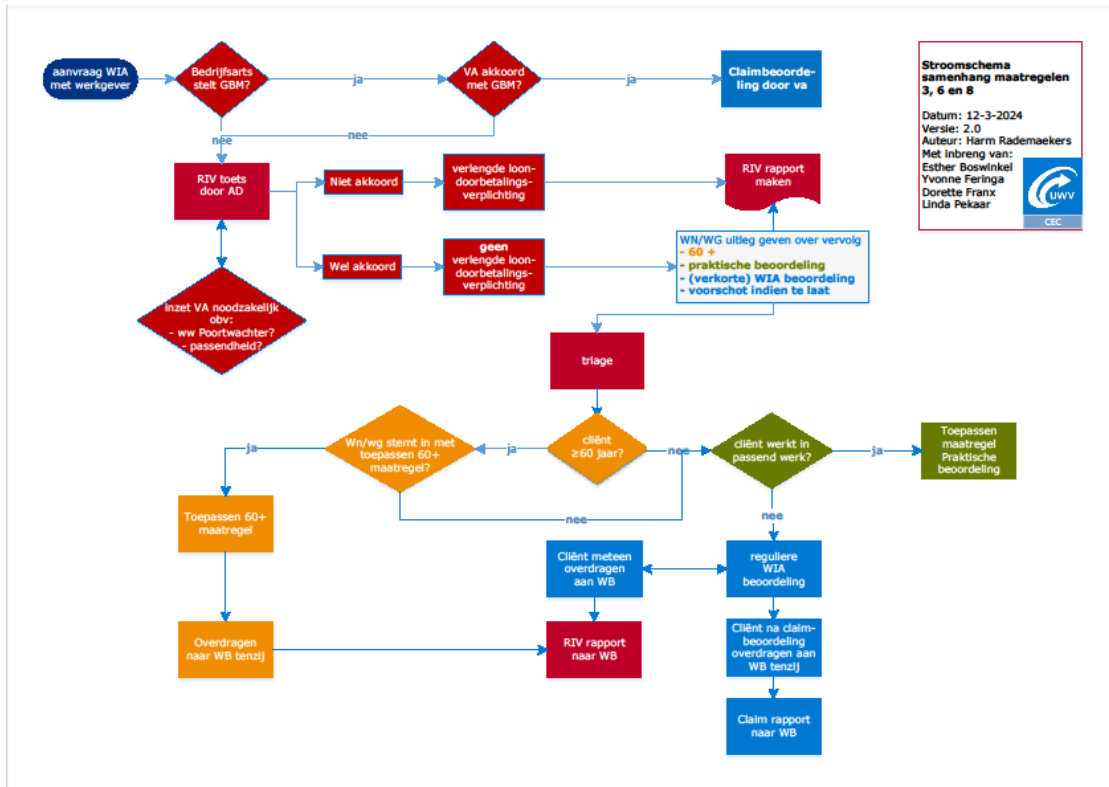 aanvraag WIA
met werkgever
Bedrijfsarts
stelt GBM?
ja
VA akkoord
met GBM?
ja
Claimbeoorde-
ling door va
Stroomschema
samenhang maatregelen
3, 6 en 8
Datum: 12-3-2024
Versie: 2.0
Auteur: Harm Rademaekers
Met inbreng van:
Esther Boswinkel
Yvonne Feringa
Dorette Franx
Linda Pekaar
UWV
CEC
nee
nee
RIV toets
door AD
Niet akkoord
verlengde loon-
doorbetalings-
verplichting
RIV rapport
maken
Wel akkoord
geen
verlengde loon-
doorbetalings-
verplichting
WN/WG uitleg geven over vervolg
- 60 +
- praktische beoordeling
- (verkorte) WIA beoordeling
- voorschot indien te laat
inzet VA noodzakelijk
obv:
- ww Poortwachter?
- passendheid?
triage
ja
Wn/wg stemt in met
toepassen 60+
maatregel?
ja
cliënt
≥60 jaar?
nee
cliënt werkt in
passend werk?
ja
Toepassen
maatregel
Praktische
beoordeling
Toepassen 60+
maatregel
nee
nee
Cliënt meteen
overdragen
aan WB
reguliere
WIA
beoordeling
Overdragen
naar WB tenzij
RIV rapport
naar WB
Cliënt na claim-
beoordeling
overdragen aan
WB tenzij
Claim rapport
naar WB